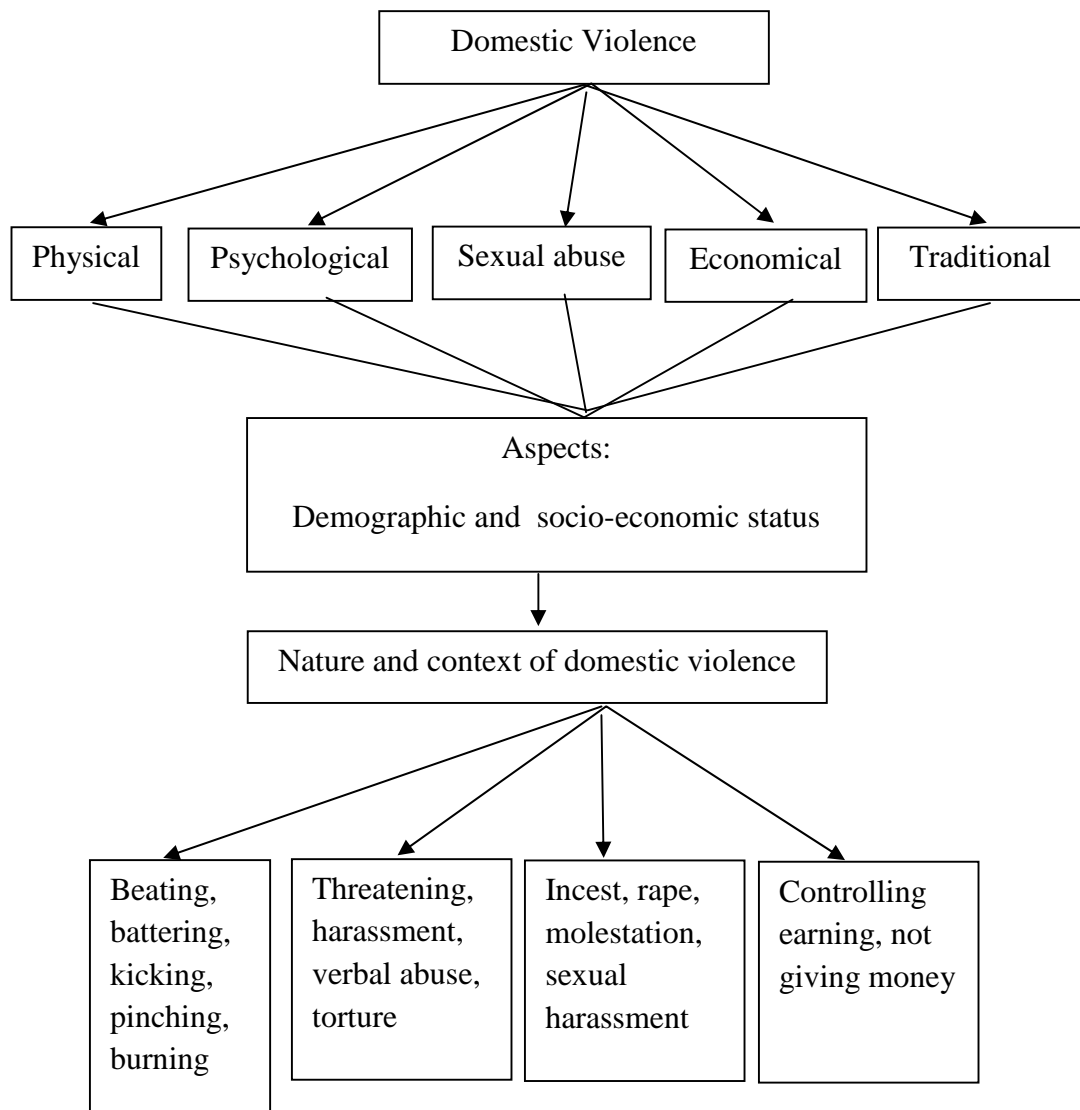 Domestic Violence
Physical
Psychological
Sexual abuse
Economical
Traditional
Aspects:
Demographic and  socio-economic status
Nature and context of domestic violence
Beating,
battering,
kicking,
pinching,
burning
Threatening,
harassment,
verbal abuse,
torture
Incest, rape,
molestation,
sexual
harassment
Controlling
earning, not
giving money